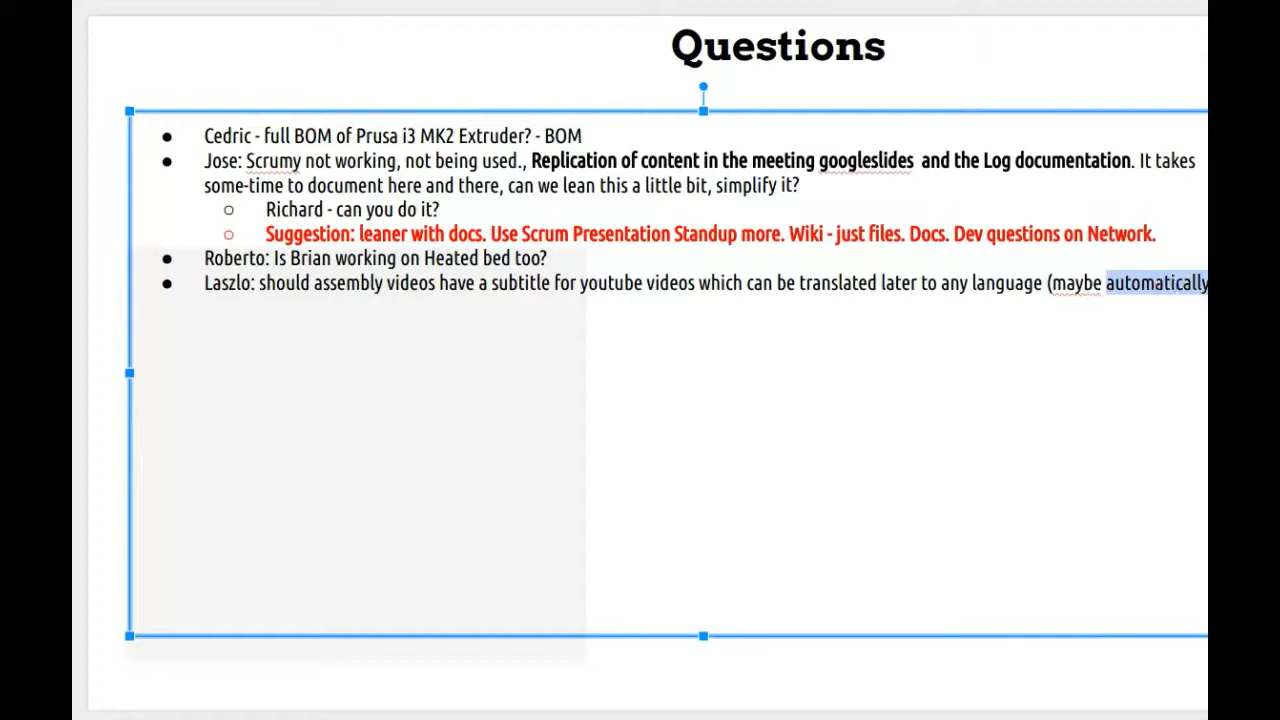 Questions
● Cedric - full BOM of Prusa i3 MK2 Extruder? - BOM
● Jose: Scrumy not working, not being used., Replication of content in the meeting googleslides and the Log documentation. It takes
some-time to document here and there, can we lean this a little bit, simplify it?
○ Richard - can you do it?
○ Suggestion: leaner with docs. Use Scrum Presentation Standup more. Wiki - just files. Docs. Dev questions on Network.
● Roberto: Is Brian working on Heated bed too?
● Laszlo: should assembly videos have a subtitle for youtube videos which can be translated later to any language (maybe automatically